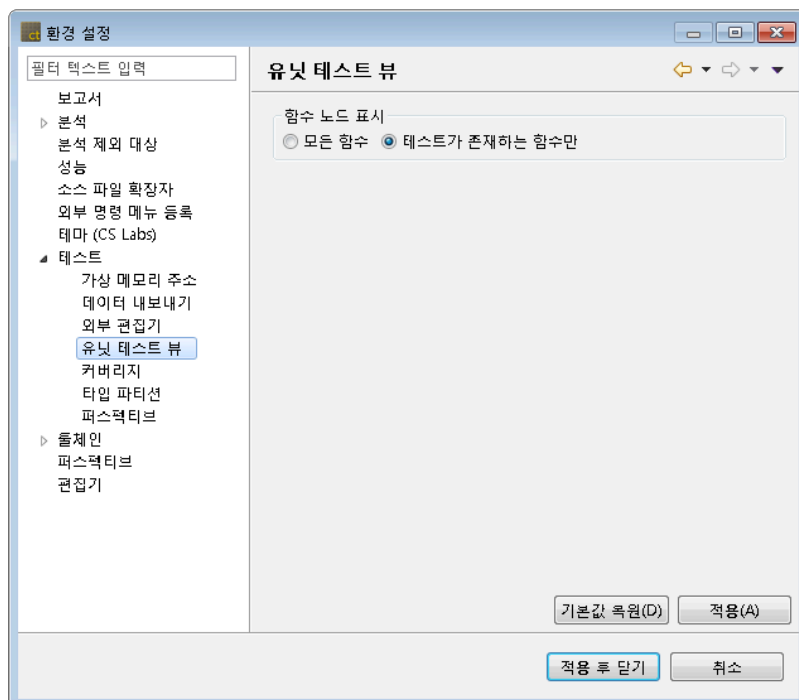 ct 환경 설정
필터 텍스트 입력
보고서
분석
분석 제외 대상
성능
소스 파일 확장자
외부 명령 메뉴 등록
테마 (CS Labs)
테스트
가상 메모리 주소
데이터 내보내기
외부 편집기
유닛 테스트 뷰
커버리지
타입 파티션
퍼스펙티브
툴체인
퍼스펙티브
편집기
유닛 테스트 뷰
함수 노드 표시
모든 함수 테스트가 존재하는 함수만
기본값 복원(D) 적용(A)
적용 후 닫기 취소